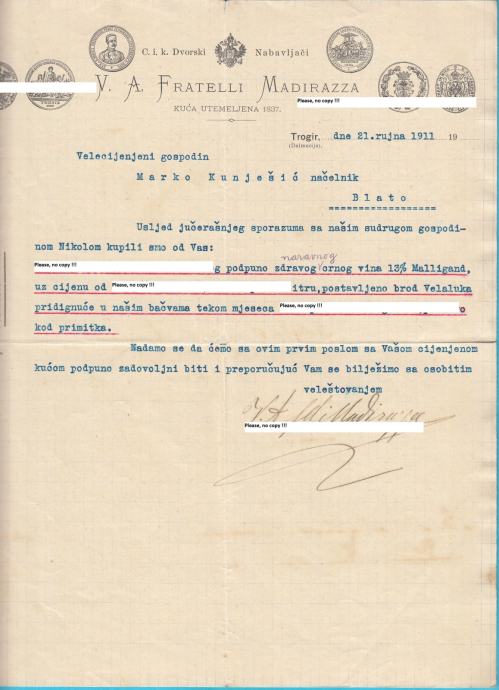 C. i. k. Dvorski Nabavljači
V. A. FRATELLI MADIRAZZA
Please, no copy !!!
KUĆA UTEMELJENA 1837.
Trogir, dne 21.rujna 1911 19
(Dalmacija).
Velecijenjeni gospodin
Marko Kunješić načelnik
Blato
Usljed jučerašnjeg sporazuma sa našim sudrugom gospodi-
nom Nikolom kupili smo od Vas:
naravnog
Please, no copy !!! g podpuno zdravog crnog vina 13% Malligand,
uz cijenu od Please, no copy !!! itru,postavljeno brod Velaluka
pridignuće u našim bačvama tekom mjeseca Please, no copy !!! o
kod primitka.
Nadamo se da ćemo sa ovim prvim poslom sa Vašom cijenjenom
kućom podpuno zadovoljni biti i preporučujuć Vam se bilježimo sa osobitim
veleštovanjem
V. A. Madirazza
Please, no copy !!!